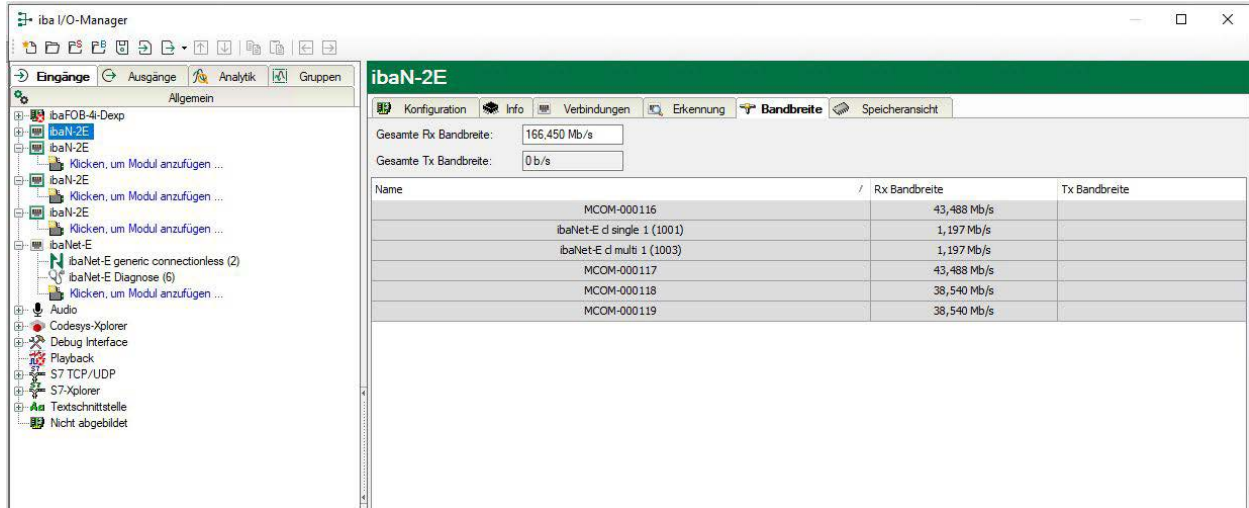 iba I/O-Manager
Eingänge Ausgänge Analytik Gruppen
Allgemein
ibaFOB-4i-Dexp
ibaN-2E
ibaN-2E
Klicken, um Modul anzufügen ...
ibaN-2E
Klicken, um Modul anzufügen ...
ibaN-2E
Klicken, um Modul anzufügen ...
ibaNet-E
ibaNet-E generic connectionless (2)
ibaNet-E Diagnose (6)
Klicken, um Modul anzufügen ...
Audio
Codesys-Xplorer
Debug Interface
Playback
S7 TCP/UDP
S7-Xplorer
Textschnittstelle
Nicht abgebildet
ibaN-2E
Konfiguration Info Verbindungen Erkennung Bandbreite Speicheransicht
Gesamte Rx Bandbreite: 166,450 Mb/s
Gesamte Tx Bandbreite: 0 b/s
Name / Rx Bandbreite Tx Bandbreite
MCOM-000116 43,488 Mb/s
ibaNet-E cl single 1 (1001) 1,197 Mb/s
ibaNet-E cl multi 1 (1003) 1,197 Mb/s
MCOM-000117 43,488 Mb/s
MCOM-000118 38,540 Mb/s
MCOM-000119 38,540 Mb/s